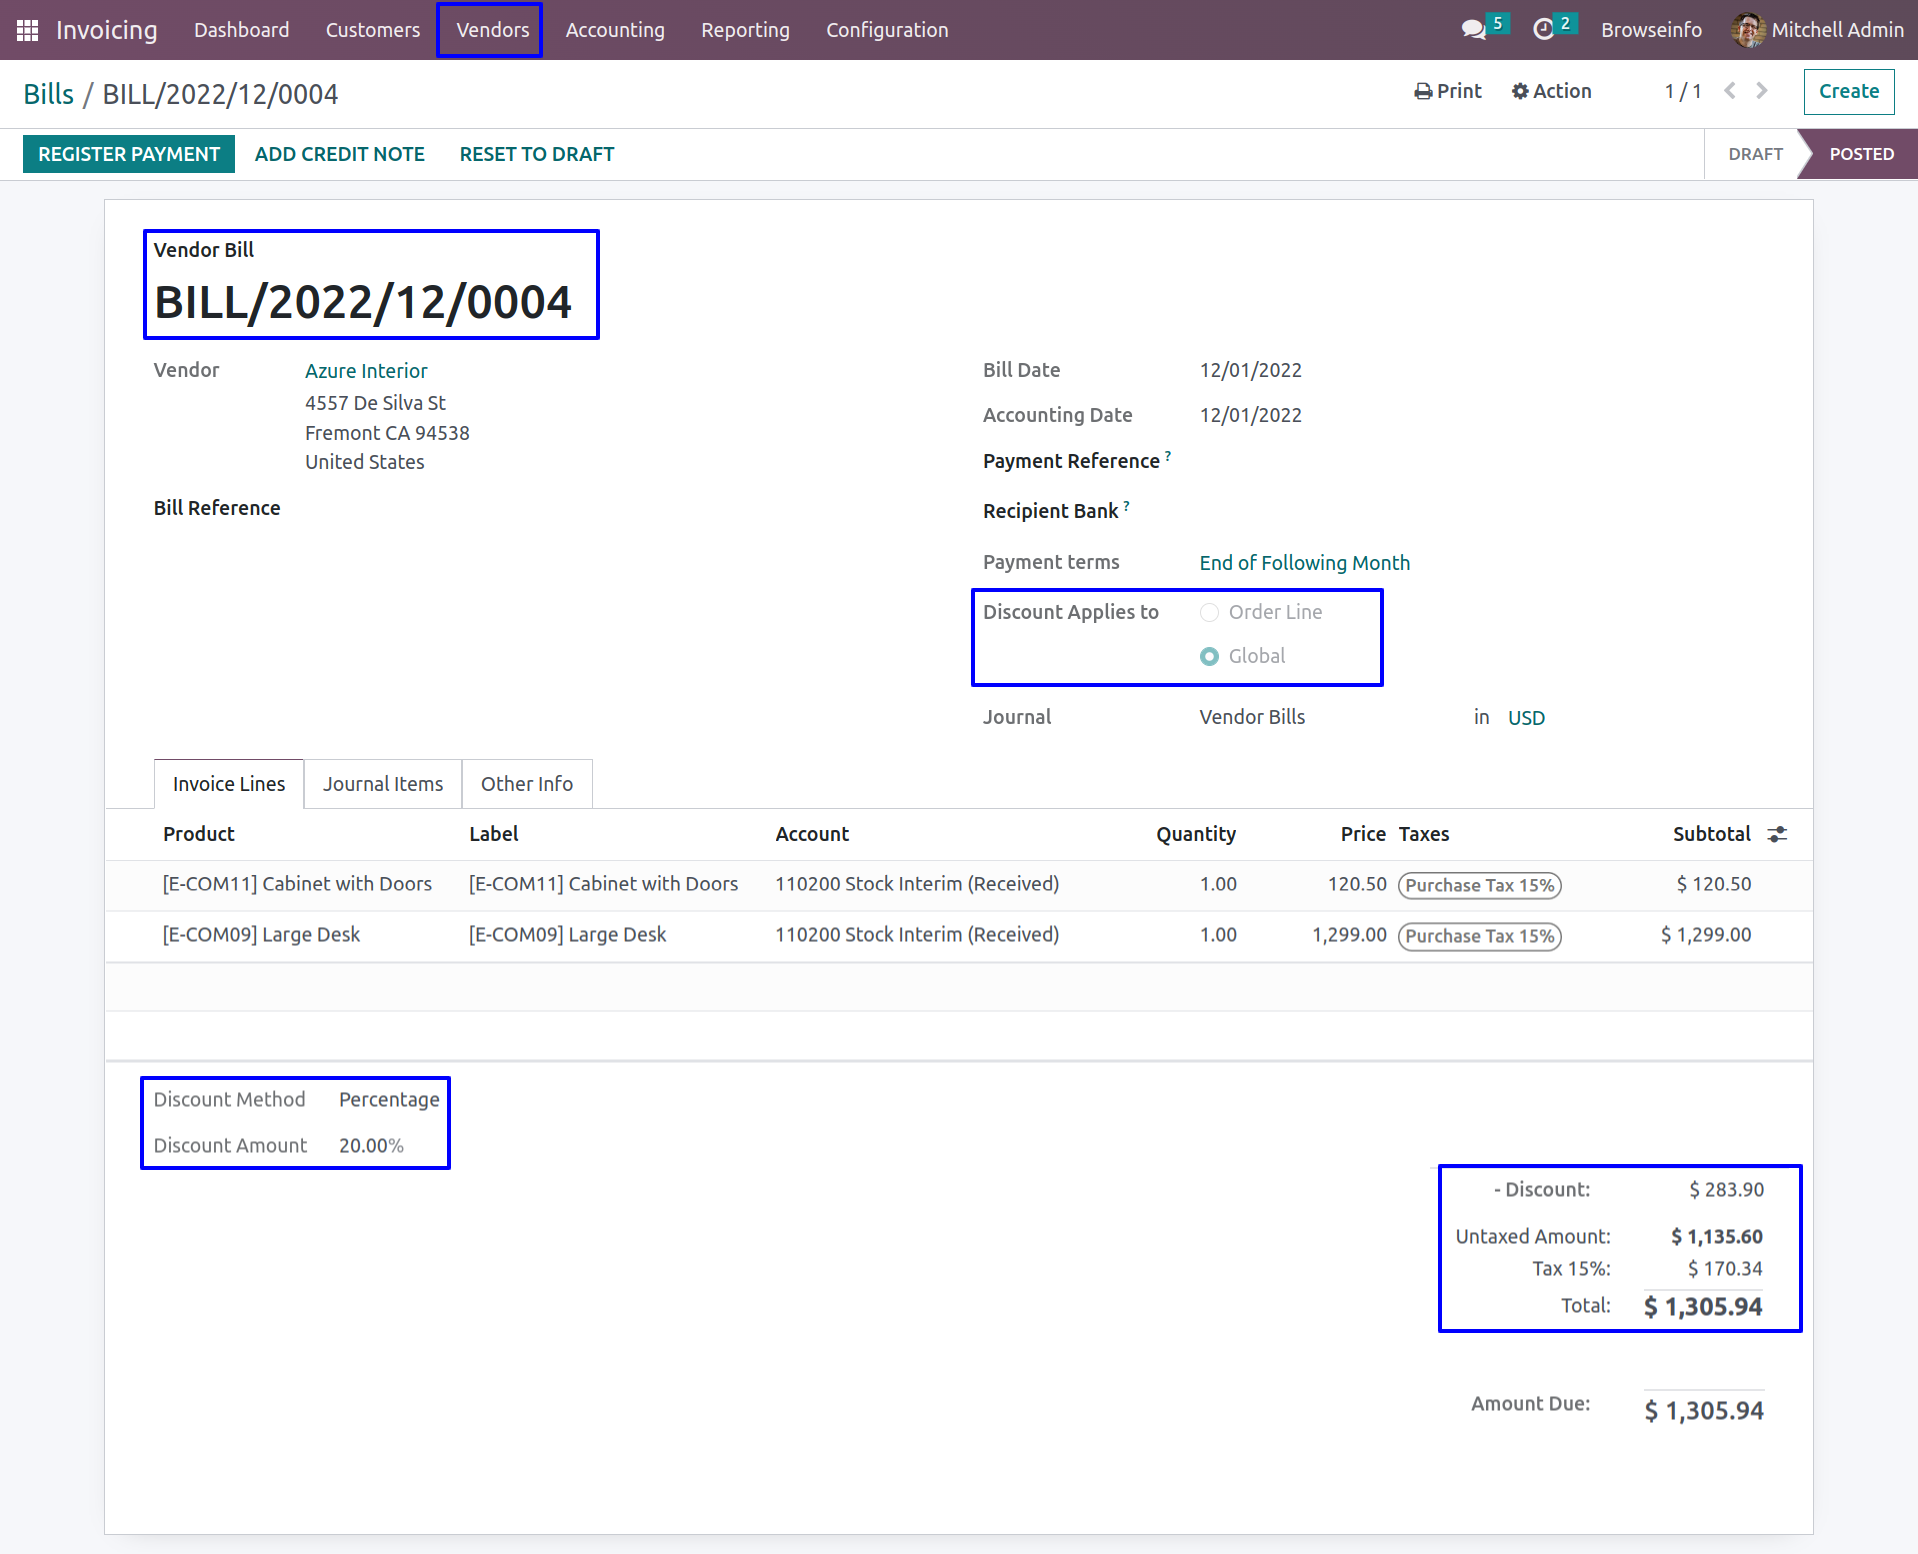 Invoicing Dashboard Customers Vendors Accounting Reporting Configuration 5 2 Browseinfo Mitchell Admin
Bills / BILL/2022/12/0004 Print Action 1 / 1 Create
REGISTER PAYMENT ADD CREDIT NOTE RESET TO DRAFT DRAFT POSTED
Vendor Bill
BILL/2022/12/0004
Vendor Azure Interior
4557 De Silva St
Fremont CA 94538
United States
Bill Reference
Bill Date 12/01/2022
Accounting Date 12/01/2022
Payment Reference ?
Recipient Bank ?
Payment terms End of Following Month
Discount Applies to Order Line
Global
Journal Vendor Bills in USD
Invoice Lines Journal Items Other Info
Product Label Account Quantity Price Taxes Subtotal
[E-COM11] Cabinet with Doors [E-COM11] Cabinet with Doors 110200 Stock Interim (Received) 1.00 120.50 Purchase Tax 15% $ 120.50
[E-COM09] Large Desk [E-COM09] Large Desk 110200 Stock Interim (Received) 1.00 1,299.00 Purchase Tax 15% $ 1,299.00
Discount Method Percentage
Discount Amount 20.00%
- Discount: $ 283.90
Untaxed Amount: $ 1,135.60
Tax 15%: $ 170.34
Total: $ 1,305.94
Amount Due: $ 1,305.94